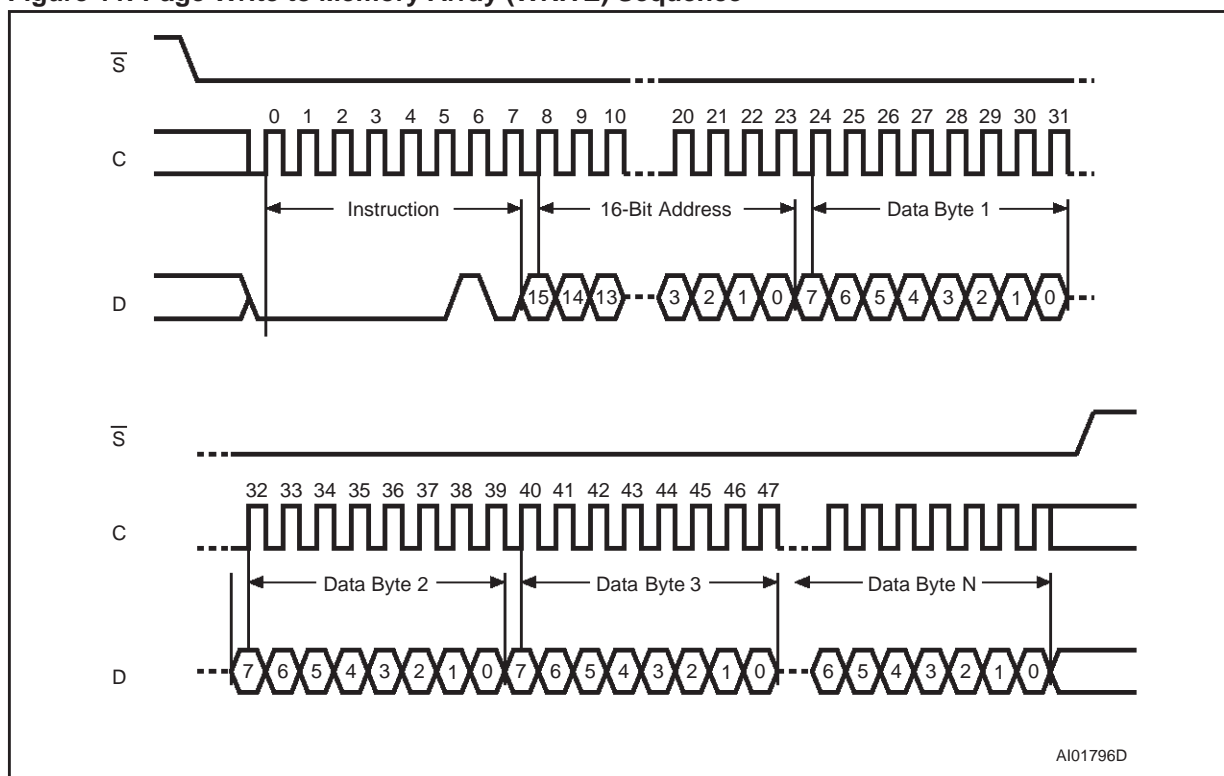 Figure 14. Page Write to Memory Array (WRITE) Sequence
S
0 1 2 3 4 5 6 7 8 9 10 20 21 22 23 24 25 26 27 28 29 30 31
C
Instruction 16-Bit Address Data Byte 1
D 15 14 13 3 2 1 0 7 6 5 4 3 2 1 0
S
32 33 34 35 36 37 38 39 40 41 42 43 44 45 46 47
C
Data Byte 2 Data Byte 3 Data Byte N
D 7 6 5 4 3 2 1 0 7 6 5 4 3 2 1 0 6 5 4 3 2 1 0
AI01796D